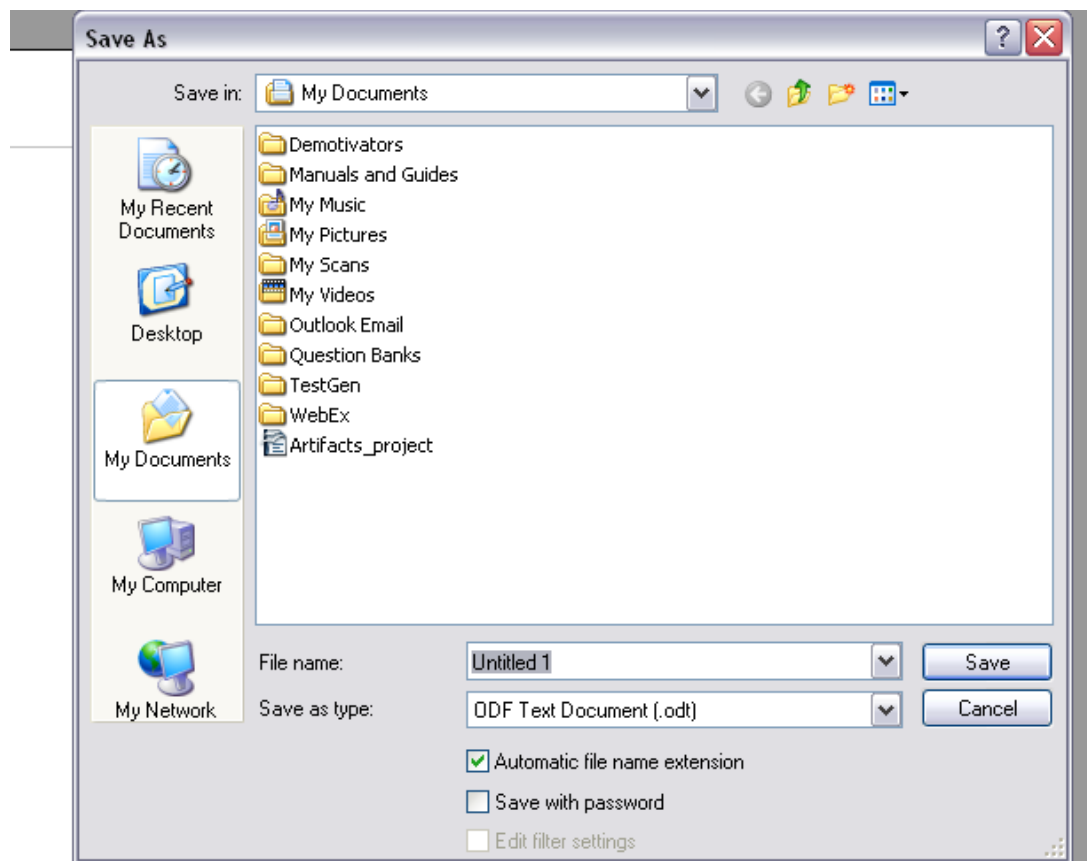 Save As
Save in:
My Documents
My Recent
Documents
Desktop
My Documents
My Computer
My Network
Demotivators
Manuals and Guides
My Music
My Pictures
My Scans
My Videos
Outlook Email
Question Banks
TestGen
WebEx
Artifacts_project
File name:
Untitled 1
Save
Save as type:
ODF Text Document (.odt)
Cancel
Automatic file name extension
Save with password
Edit filter settings